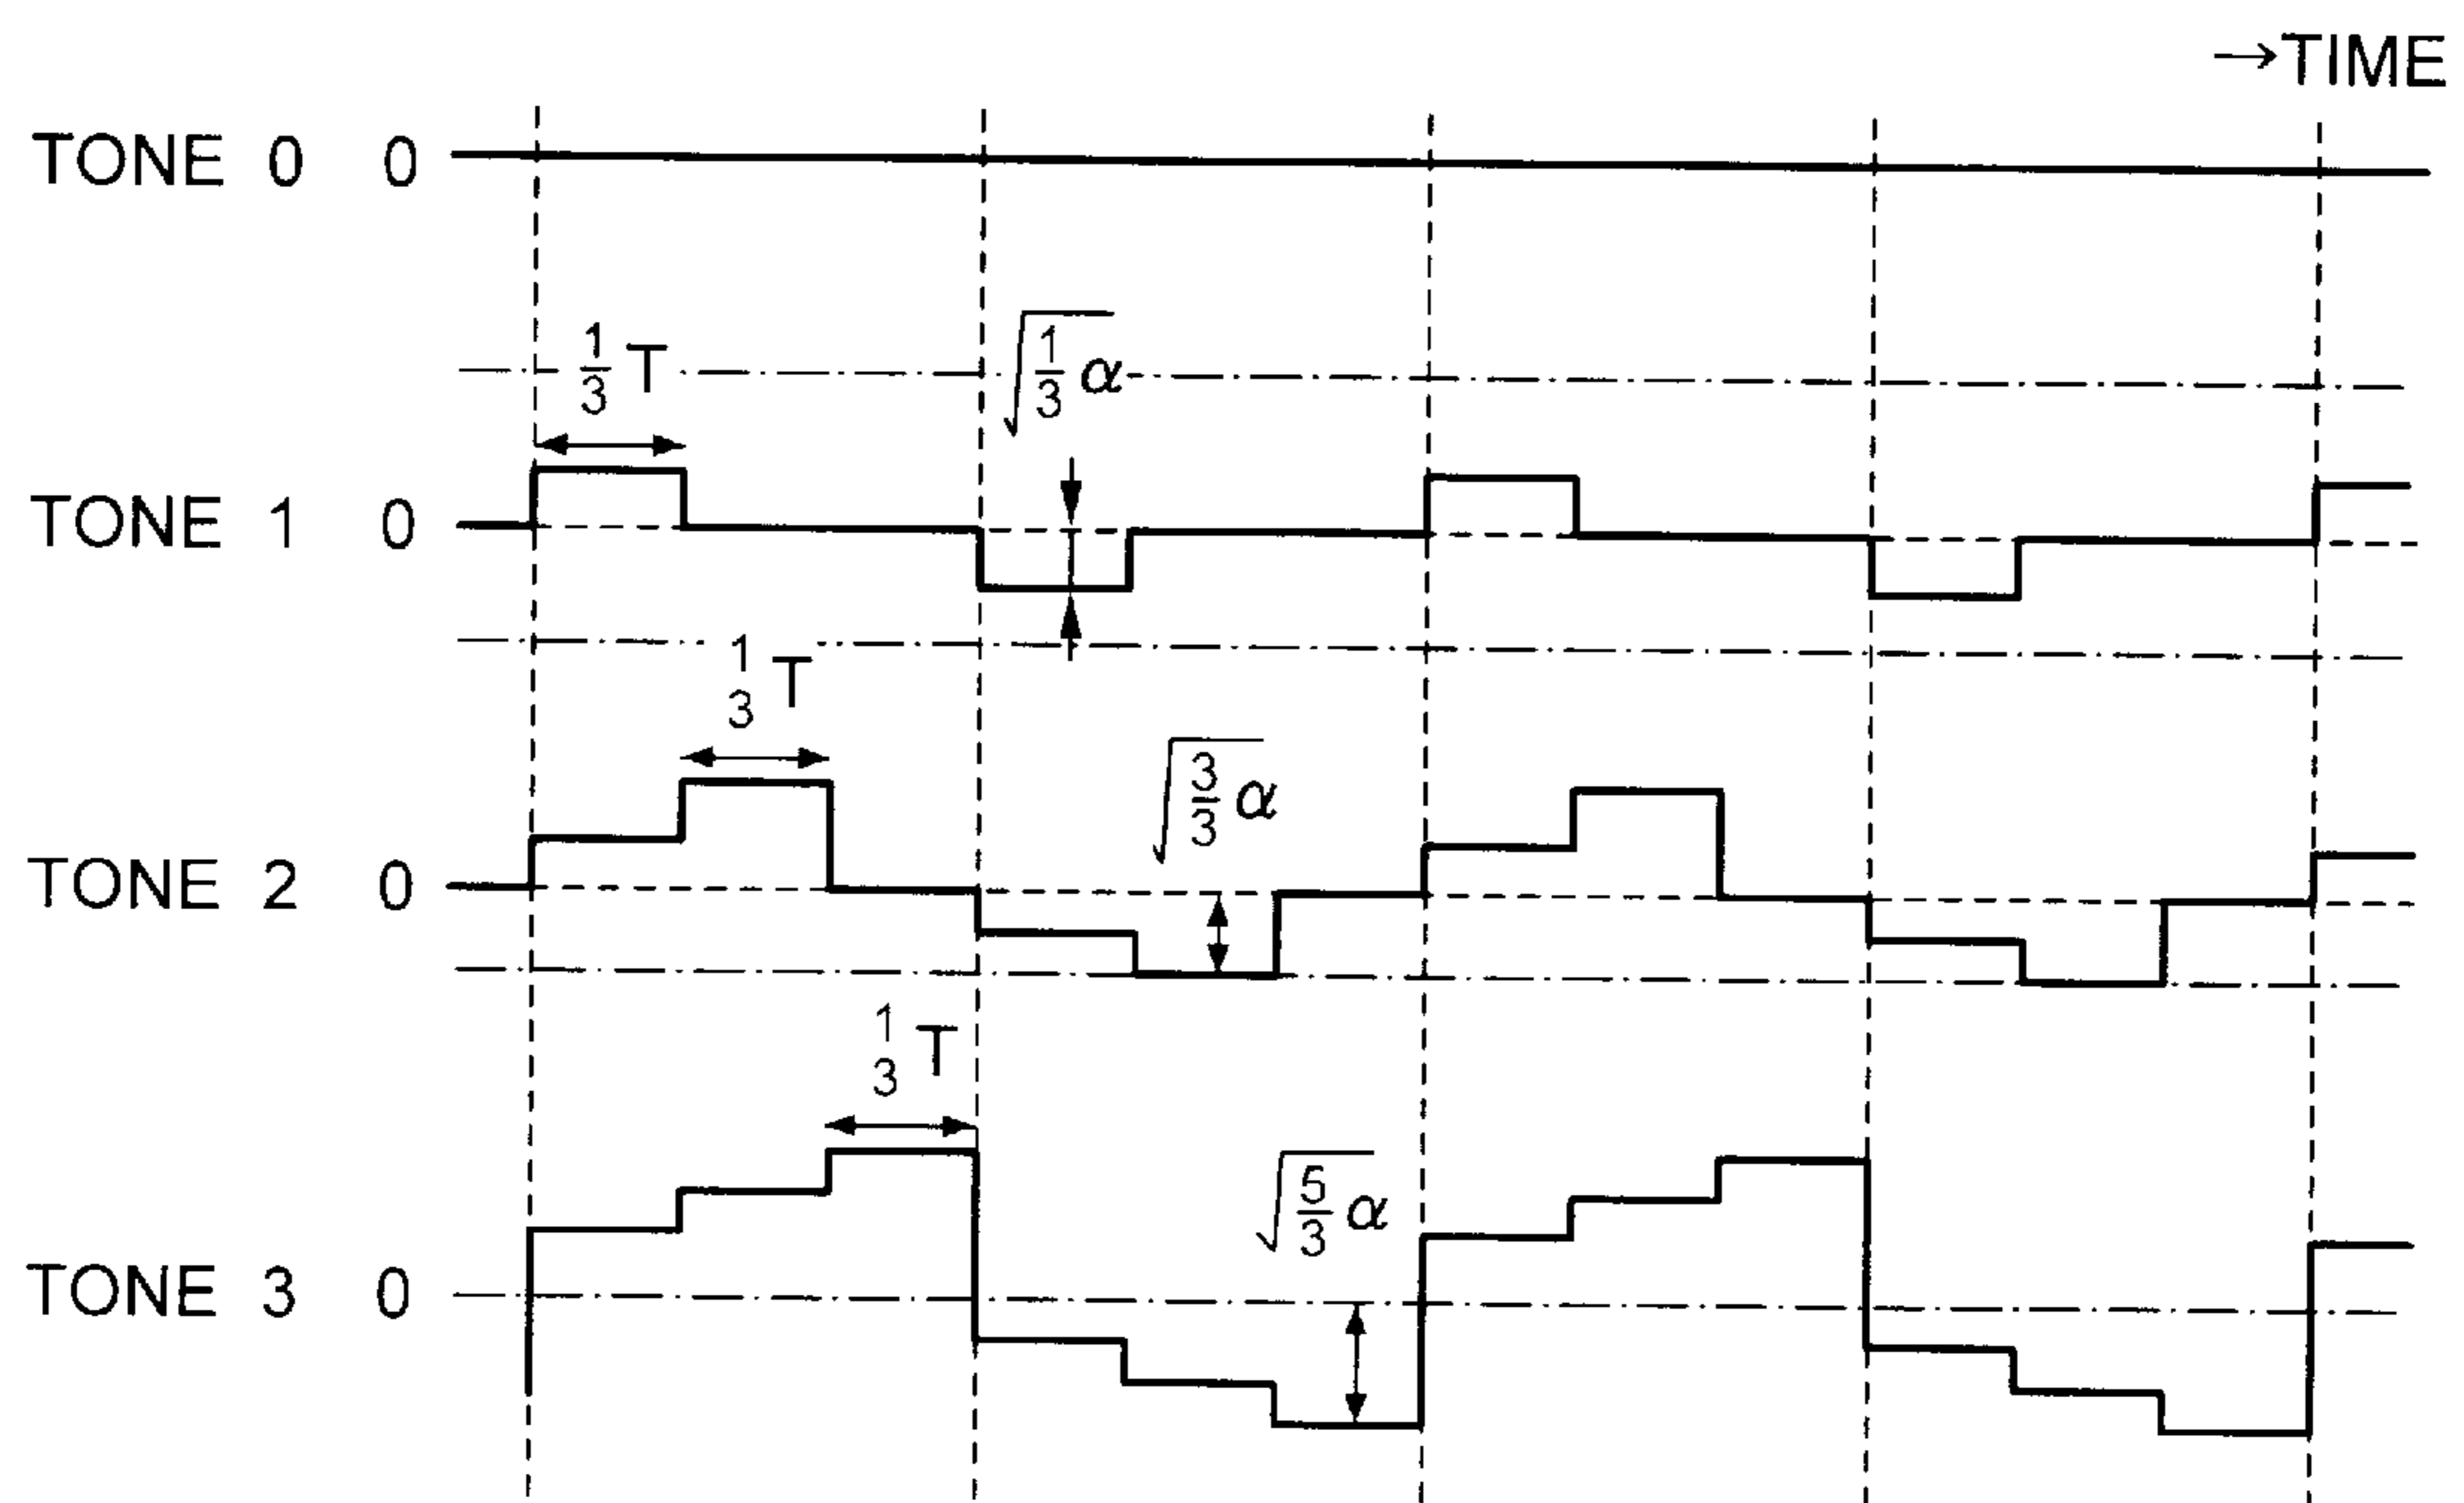 →TIME
TONE 0 0
1/3 T
√1/3 α
TONE 1 0
1/3 T
√3/3 α
TONE 2 0
1/3 T
√5/3 α
TONE 3 0